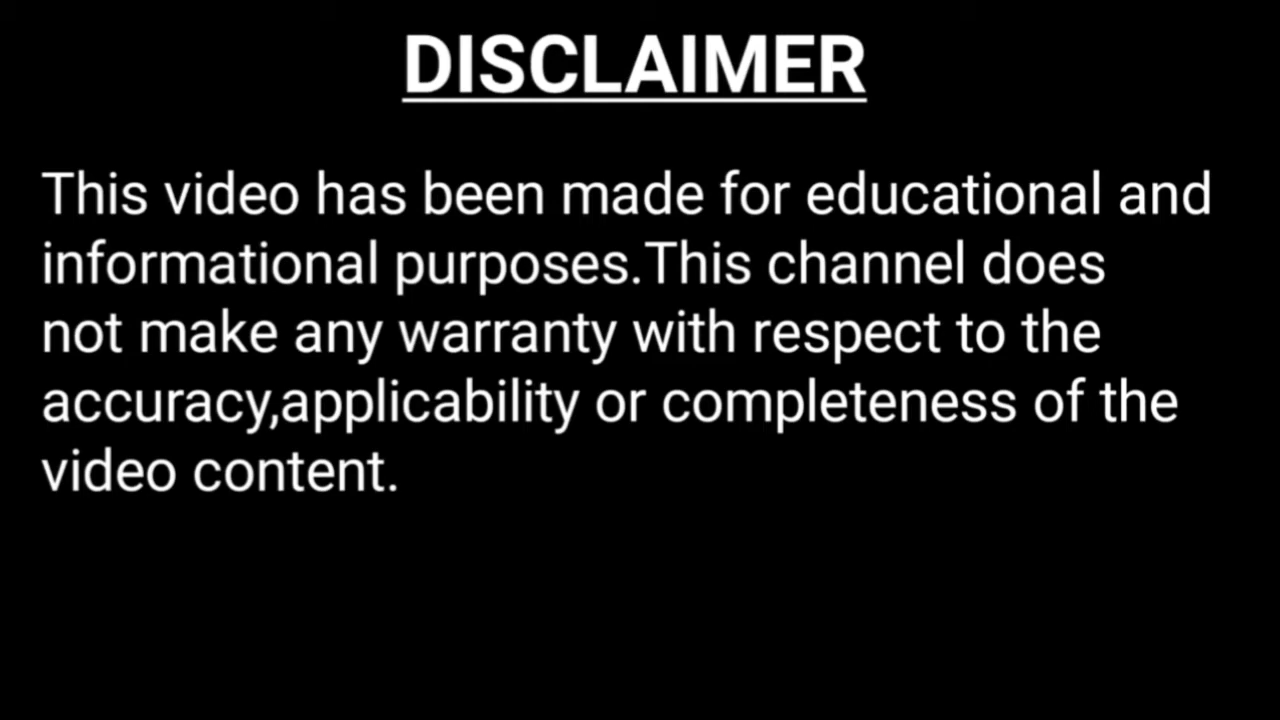 DISCLAIMER
This video has been made for educational and
informational purposes.This channel does
not make any warranty with respect to the
accuracy,applicability or completeness of the
video content.